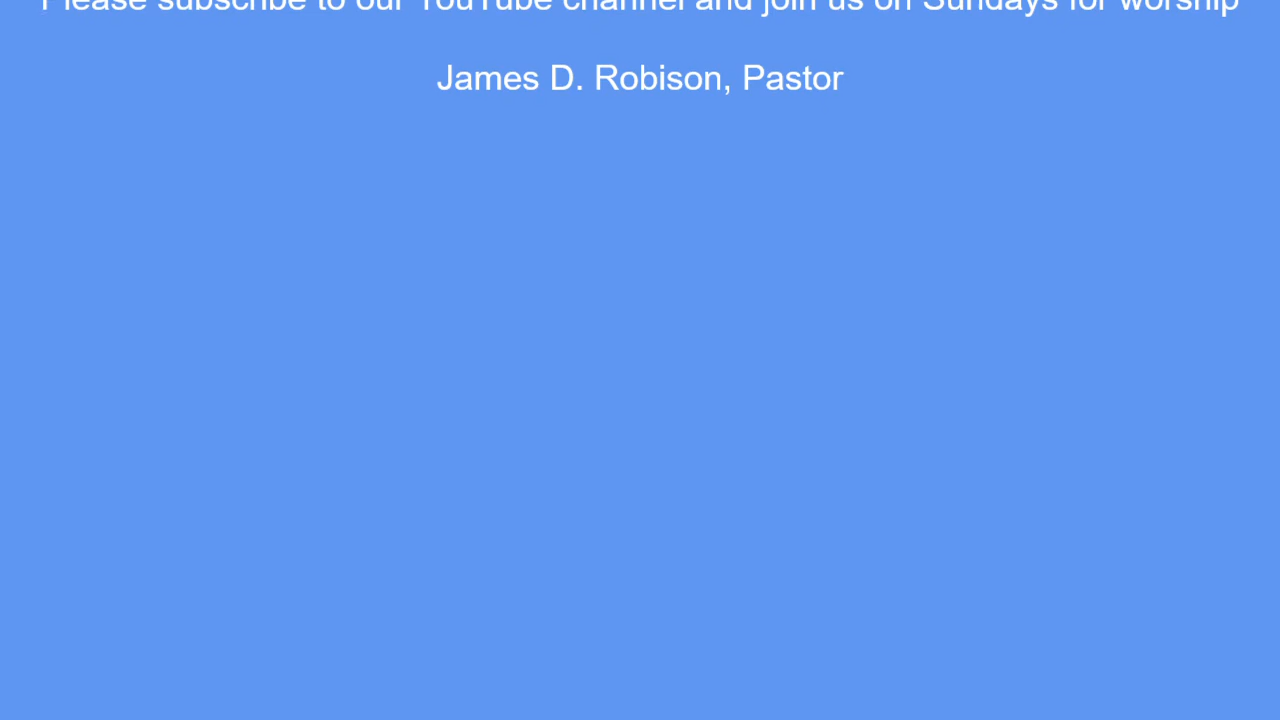 Please subscribe to our YouTube channel and join us on Sundays for worship
James D. Robison, Pastor